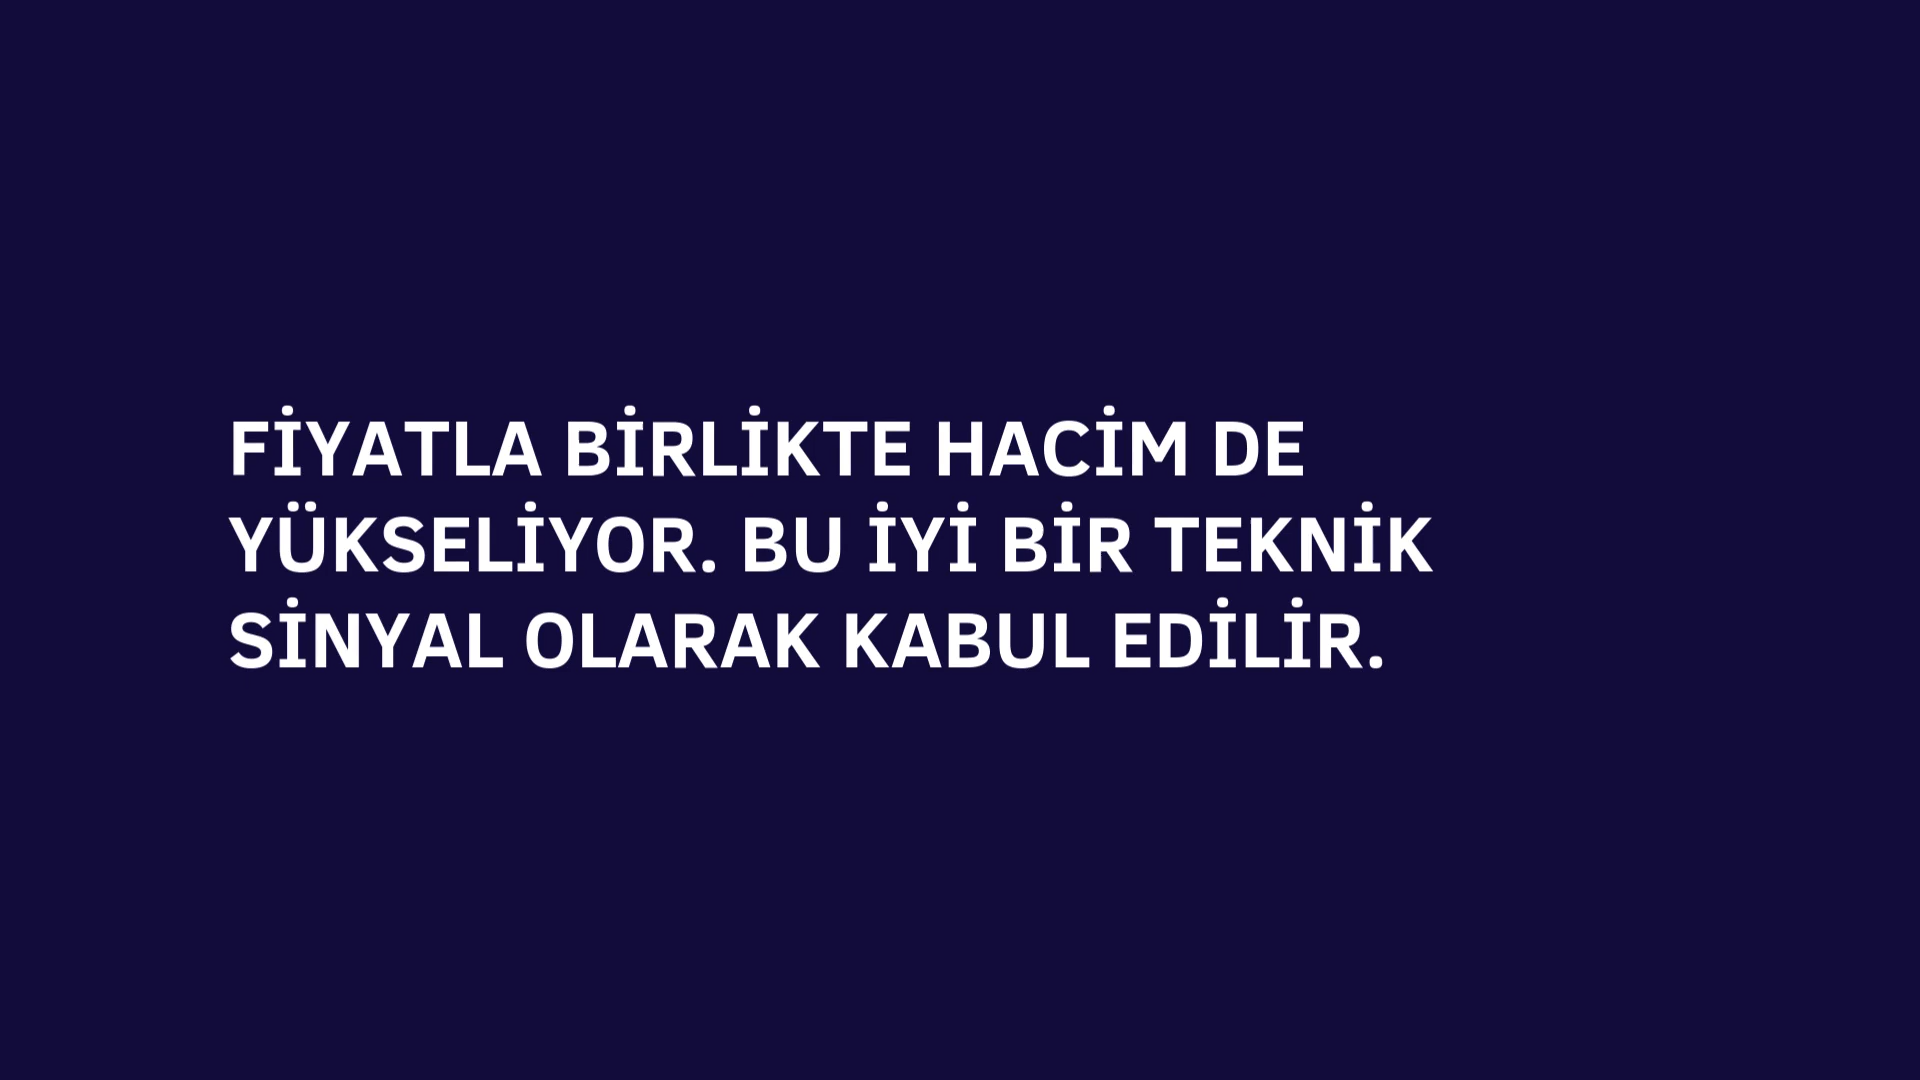 FİYATLA BİRLİKTE HACİM DE
YÜKSELİYOR. BU İYİ BİR TEKNİK
SİNYAL OLARAK KABUL EDİLİR.